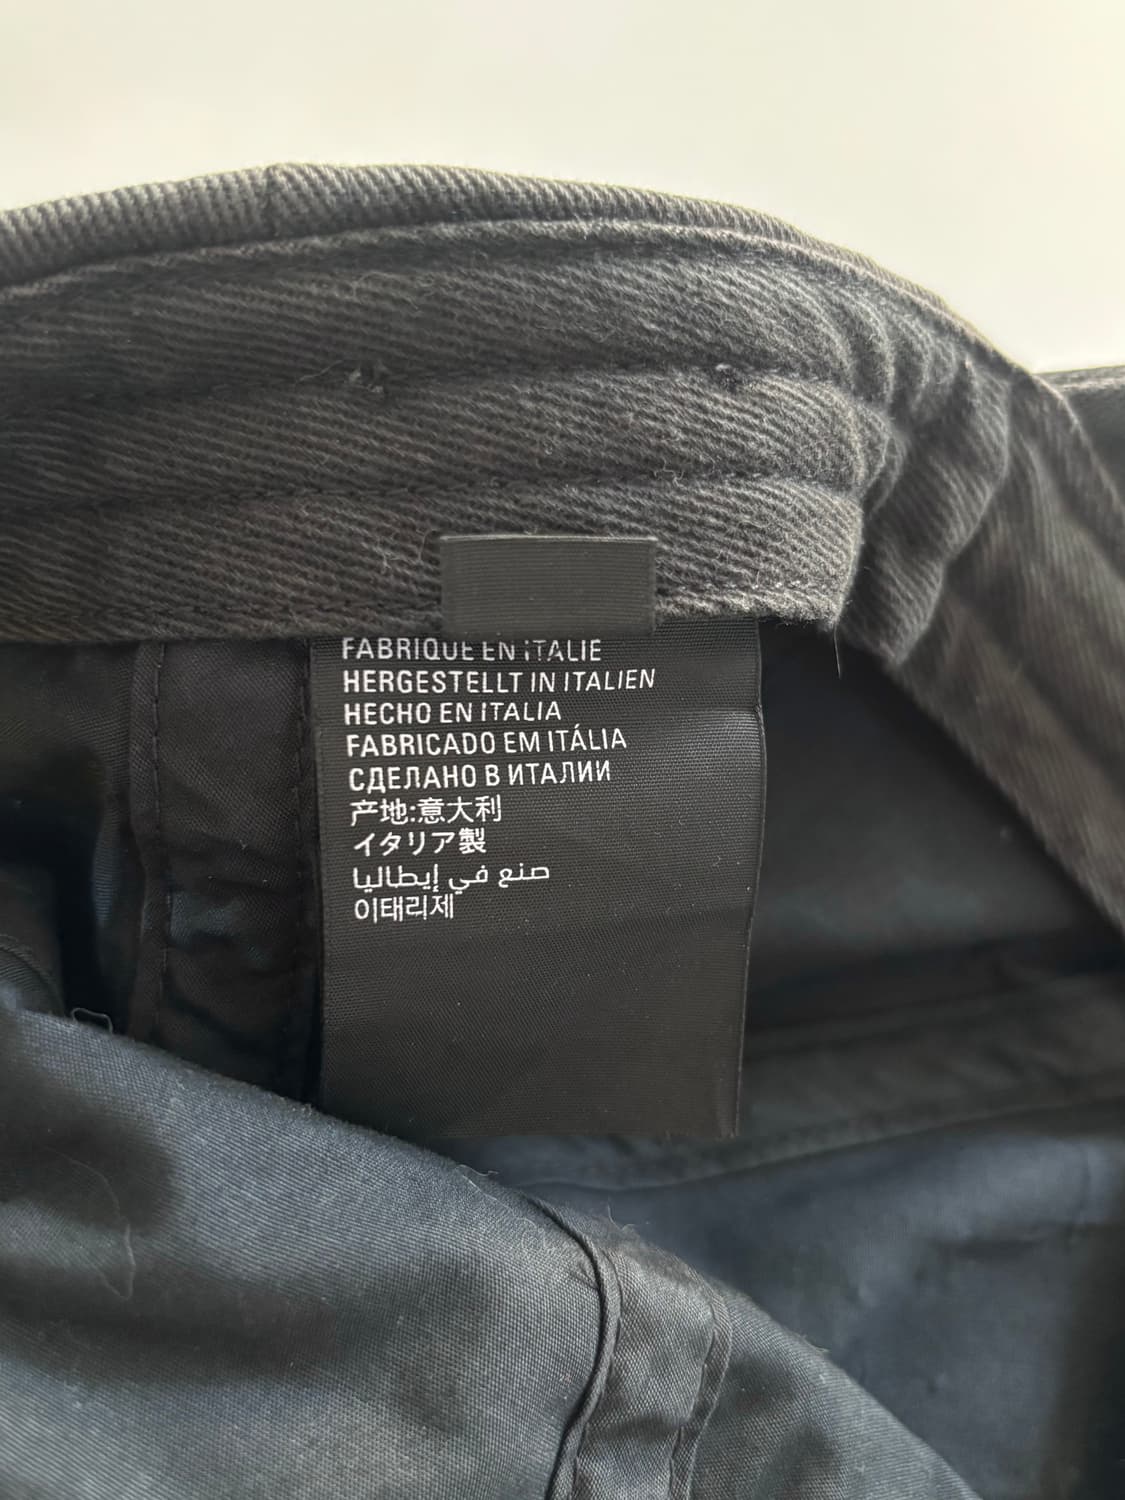 FABRIQUE EN ITALIE
HERGESTELLT IN ITALIEN
HECHO EN ITALIA
FABRICADO EM ITÁLIA
СДЕЛАНО В ИТАЛИИ
产地:意大利
イタリア製
صنع في إيطاليا
이태리제